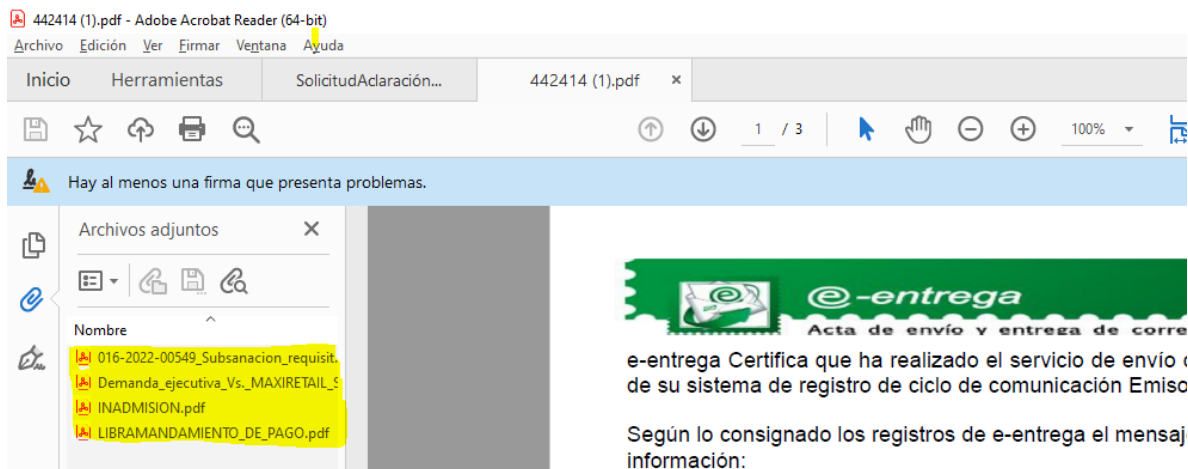 442414 (1).pdf - Adobe Acrobat Reader (64-bit)
Archivo Edición Ver Firmar Ventana Ayuda
Inicio Herramientas SolicitudAclaración... 442414 (1).pdf ×
1 / 3 100%
Hay al menos una firma que presenta problemas.
Archivos adjuntos
Nombre
016-2022-00549_Subsanacion_requisit.
Demanda_ejecutiva_Vs._MAXIRETAIL_S
INADMISION.pdf
LIBRAMANDAMIENTO_DE_PAGO.pdf
@-entrega
Acta de envío y entrega de corre
e-entrega Certifica que ha realizado el servicio de envío
de su sistema de registro de ciclo de comunicación Emiso
Según lo consignado los registros de e-entrega el mensaj
información: